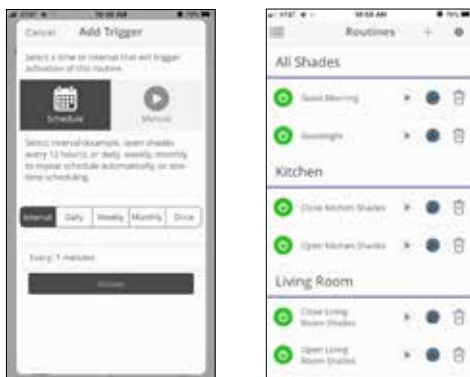 Cancel Add Trigger
Select a time or interval that will trigger
activation of this routine.
Schedule Manual
Select interval (example, open shades
every 12 hours), or daily, weekly, monthly
to repeat schedule automatically, or one-
time scheduling.
Interval Daily Weekly Monthly Once
Every: 1 minutes
10:58 AM
Routines +
All Shades
Good Morning
Goodnight
Kitchen
Close Kitchen Shades
Open Kitchen Shades
Living Room
Close Living
Room Shades
Open Living
Room Shades